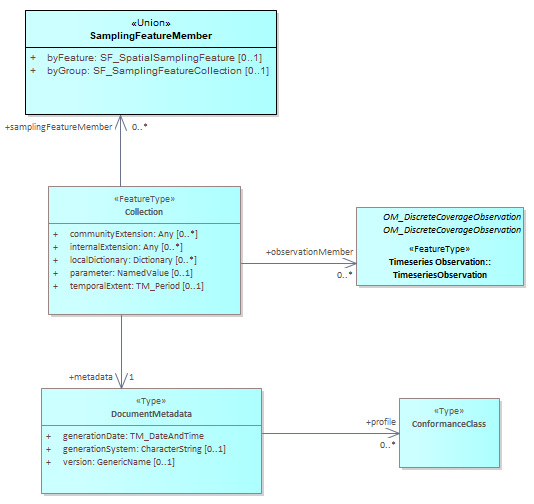 «Union»
SamplingFeatureMember
+ byFeature: SF_SpatialSamplingFeature [0..1]
+ byGroup: SF_SamplingFeatureCollection [0..1]
+samplingFeatureMember 0..*
«FeatureType»
Collection
+ communityExtension: Any [0..*]
+ internalExtension: Any [0..*]
+ localDictionary: Dictionary [0..*]
+ parameter: NamedValue [0..1]
+ temporalExtent: TM_Period [0..1]
+observationMember
0..*
OM_DiscreteCoverageObservation
OM_DiscreteCoverageObservation
«FeatureType»
Timeseries Observation::
TimeseriesObservation
+metadata 1
«Type»
DocumentMetadata
+ generationDate: TM_DateAndTime
+ generationSystem: CharacterString [0..1]
+ version: GenericName [0..1]
+profile
0..*
«Type»
ConformanceClass